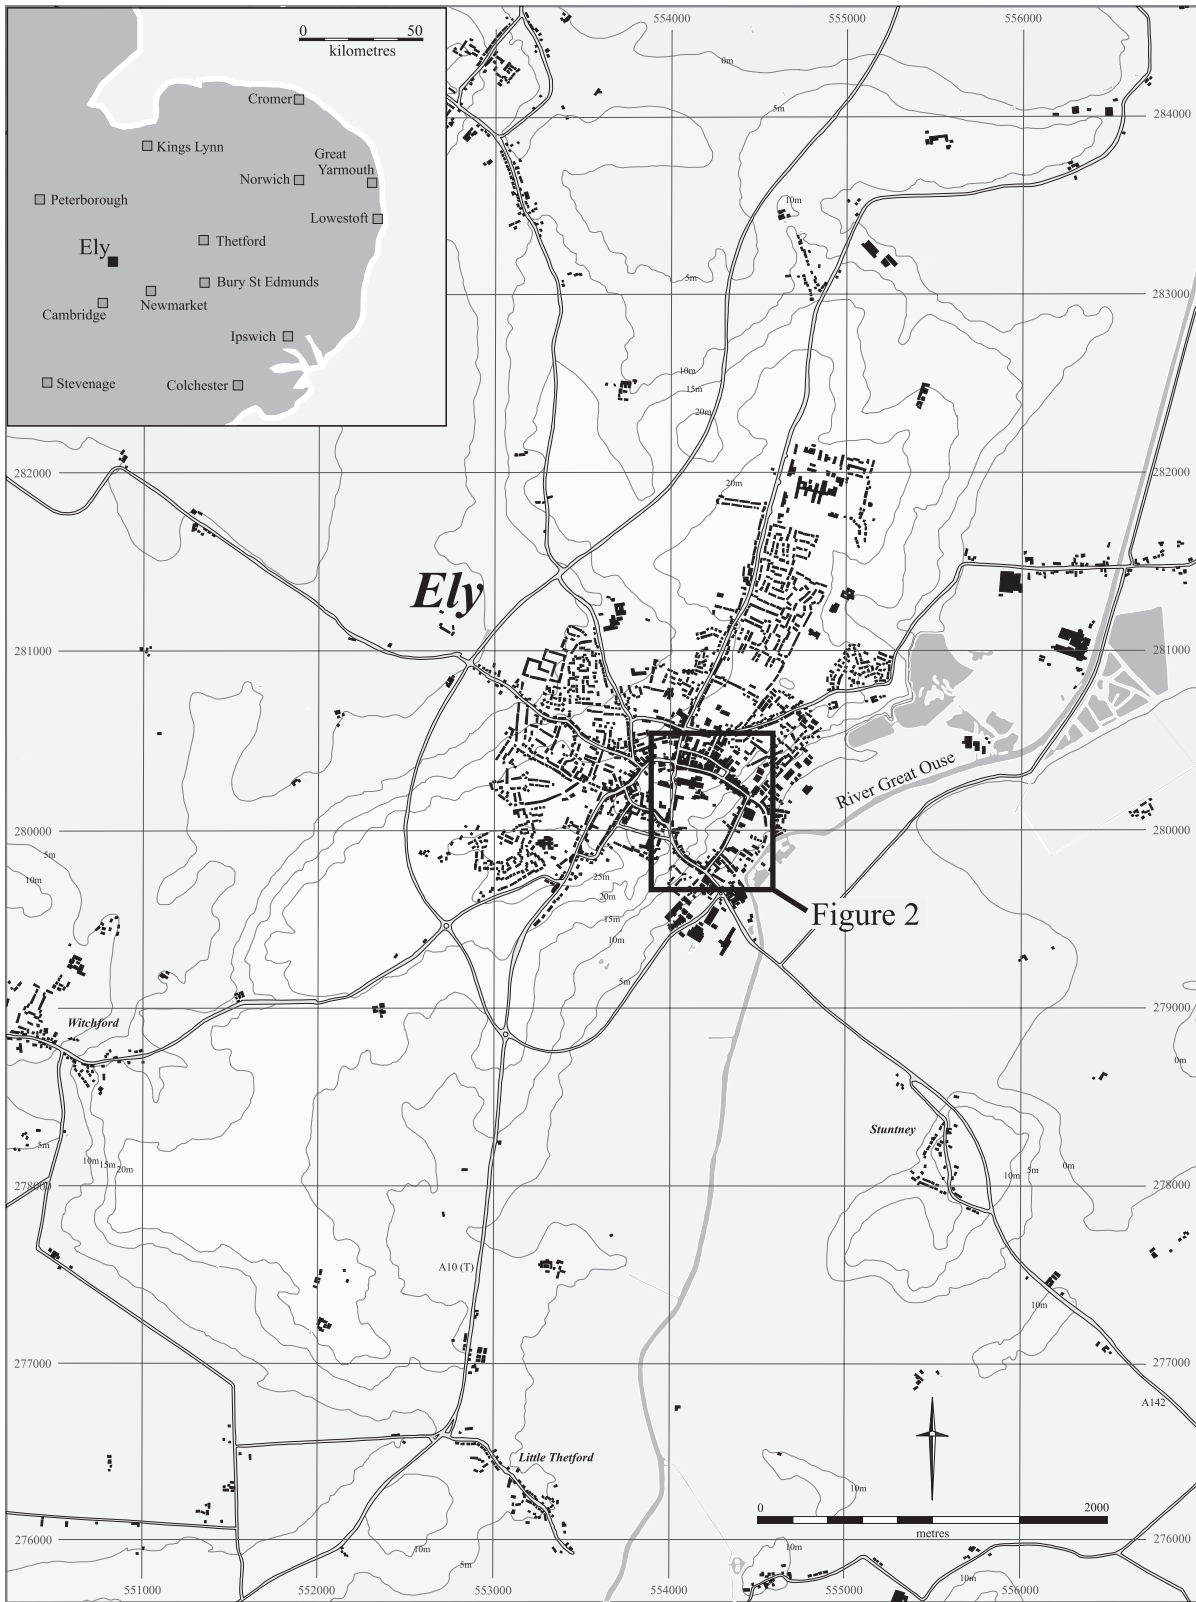 554000
555000
556000
0
50
kilometres
Cromer
Kings Lynn
Great
Yarmouth
Norwich
Peterborough
Lowestoft
Thetford
Ely
Bury St Edmunds
Newmarket
Cambridge
Ipswich
Stevenage
Colchester
0m
5m
284000
10m
5m
283000
10m
15m
20m
282000
282000
20m
Ely
281000
281000
River Great Ouse
280000
280000
5m
10m
25m
20m
15m
10m
Figure 2
5m
279000
279000
Witchford
0m
Stuntney
5m
10m
15m
20m
10m
5m
0m
278000
278000
A10 (T)
10m
277000
277000
A142
Little Thetford
10m
0
2000
metres
276000
276000
10m
5m
10m
10m
551000
552000
553000
554000
555000
556000